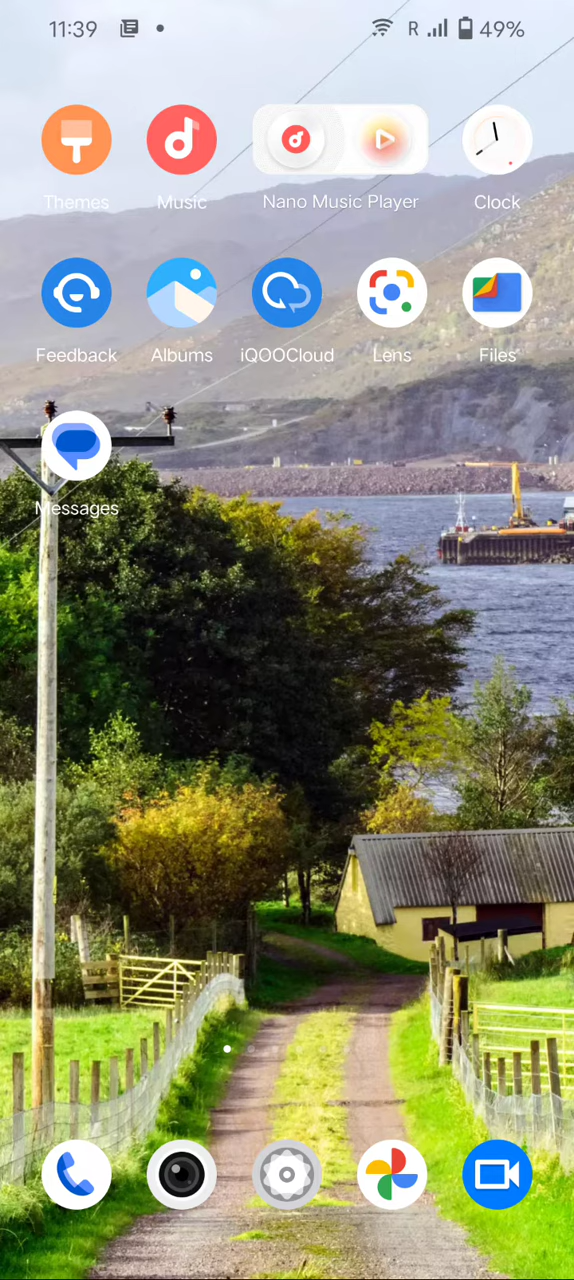 11:39 R 49%
Themes Music Nano Music Player Clock
Feedback Albums iQOOCloud Lens Files
Messages